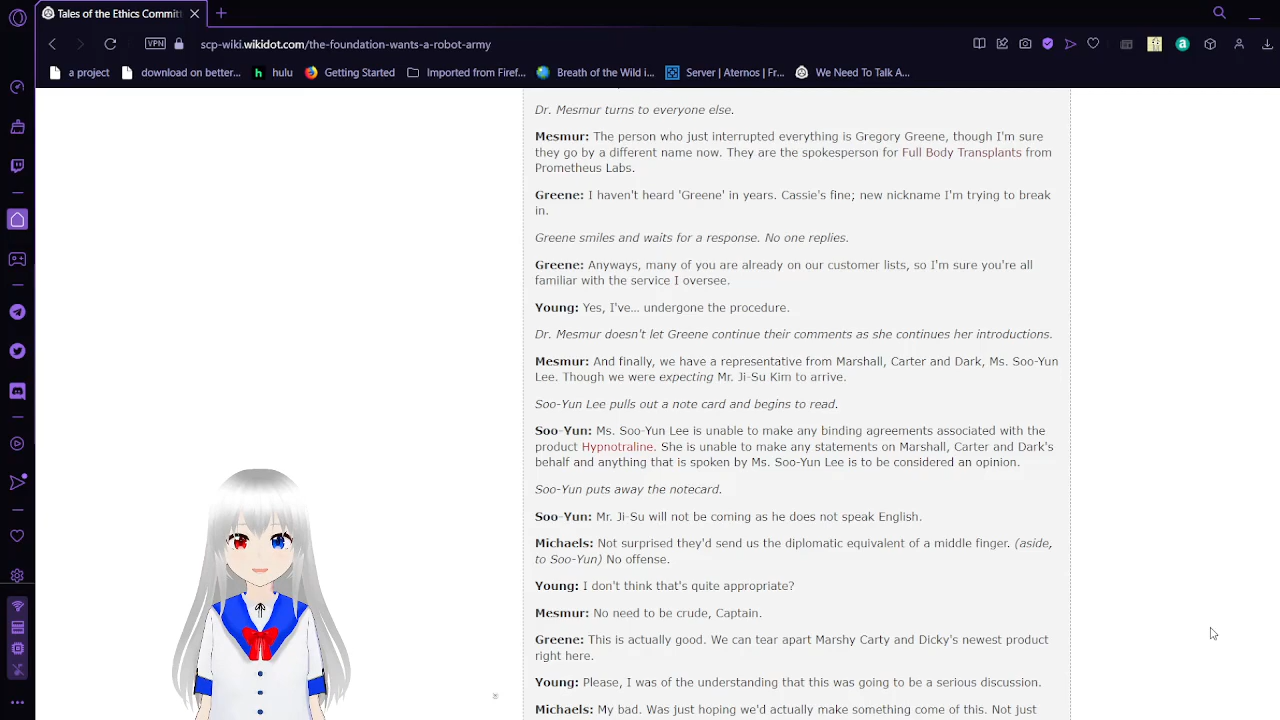 Tales of the Ethics Committ
scp-wiki.wikidot.com/the-foundation-wants-a-robot-army
VPN
a project
download on better...
hulu
Getting Started
Imported from Firef...
Breath of the Wild i...
Server | Aternos | Fr...
We Need To Talk A...
Dr. Mesmur turns to everyone else.
Mesmur: The person who just interrupted everything is Gregory Greene, though I'm sure
they go by a different name now. They are the spokesperson for Full Body Transplants from
Prometheus Labs.
Greene: I haven't heard 'Greene' in years. Cassie's fine; new nickname I'm trying to break
in.
Greene smiles and waits for a response. No one replies.
Greene: Anyways, many of you are already on our customer lists, so I'm sure you're all
familiar with the service I oversee.
Young: Yes, I've... undergone the procedure.
Dr. Mesmur doesn't let Greene continue their comments as she continues her introductions.
Mesmur: And finally, we have a representative from Marshall, Carter and Dark, Ms. Soo-Yun
Lee. Though we were expecting Mr. Ji-Su Kim to arrive.
Soo-Yun Lee pulls out a note card and begins to read.
Soo-Yun: Ms. Soo-Yun Lee is unable to make any binding agreements associated with the
product Hypnotraline. She is unable to make any statements on Marshall, Carter and Dark's
behalf and anything that is spoken by Ms. Soo-Yun Lee is to be considered an opinion.
Soo-Yun puts away the notecard.
Soo-Yun: Mr. Ji-Su will not be coming as he does not speak English.
Michaels: Not surprised they'd send us the diplomatic equivalent of a middle finger. (aside,
to Soo-Yun) No offense.
Young: I don't think that's quite appropriate?
Mesmur: No need to be crude, Captain.
Greene: This is actually good. We can tear apart Marshy Carty and Dicky's newest product
right here.
Young: Please, I was of the understanding that this was going to be a serious discussion.
Michaels: My bad. Was just hoping we'd actually make something come of this. Not just